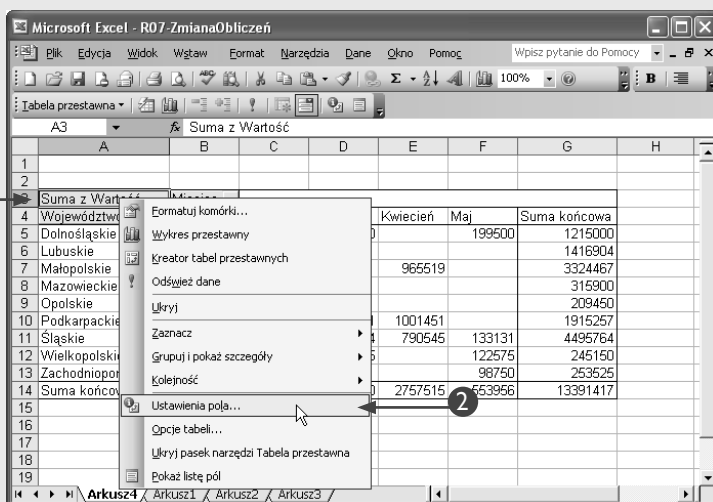 Microsoft Excel - R07-ZmianaObliczeń
Plik Edycja Widok Wstaw Format Narzędzia Dane Okno Pomoc Wpisz pytanie do Pomocy
Σ 100% B
Tabela przestawna
A3 fx Suma z Wartość
A B C D E F G H
1
2
3 Suma z Wartość Miesiąc
4 Województwo Kwiecień Maj Suma końcowa
5 Dolnośląskie 199500 1215000
6 Lubuskie 1416904
7 Małopolskie 965519 3324467
8 Mazowieckie 315900
9 Opolskie 209450
10 Podkarpackie 1001451 1915257
11 Śląskie 790545 133131 4495764
12 Wielkopolski 122575 245150
13 Zachodniopor 98750 253525
14 Suma końcow 2757515 553956 13391417
15
16
17
18
19
Formatuj komórki...
Wykres przestawny
Kreator tabel przestawnych
Odśwież dane
Ukryj
Zaznacz
Grupuj i pokaż szczegóły
Kolejność
Ustawienia pola...
Opcje tabeli...
Ukryj pasek narzędzi Tabela przestawna
Pokaż listę pól
2
Arkusz4 Arkusz1 Arkusz2 Arkusz3